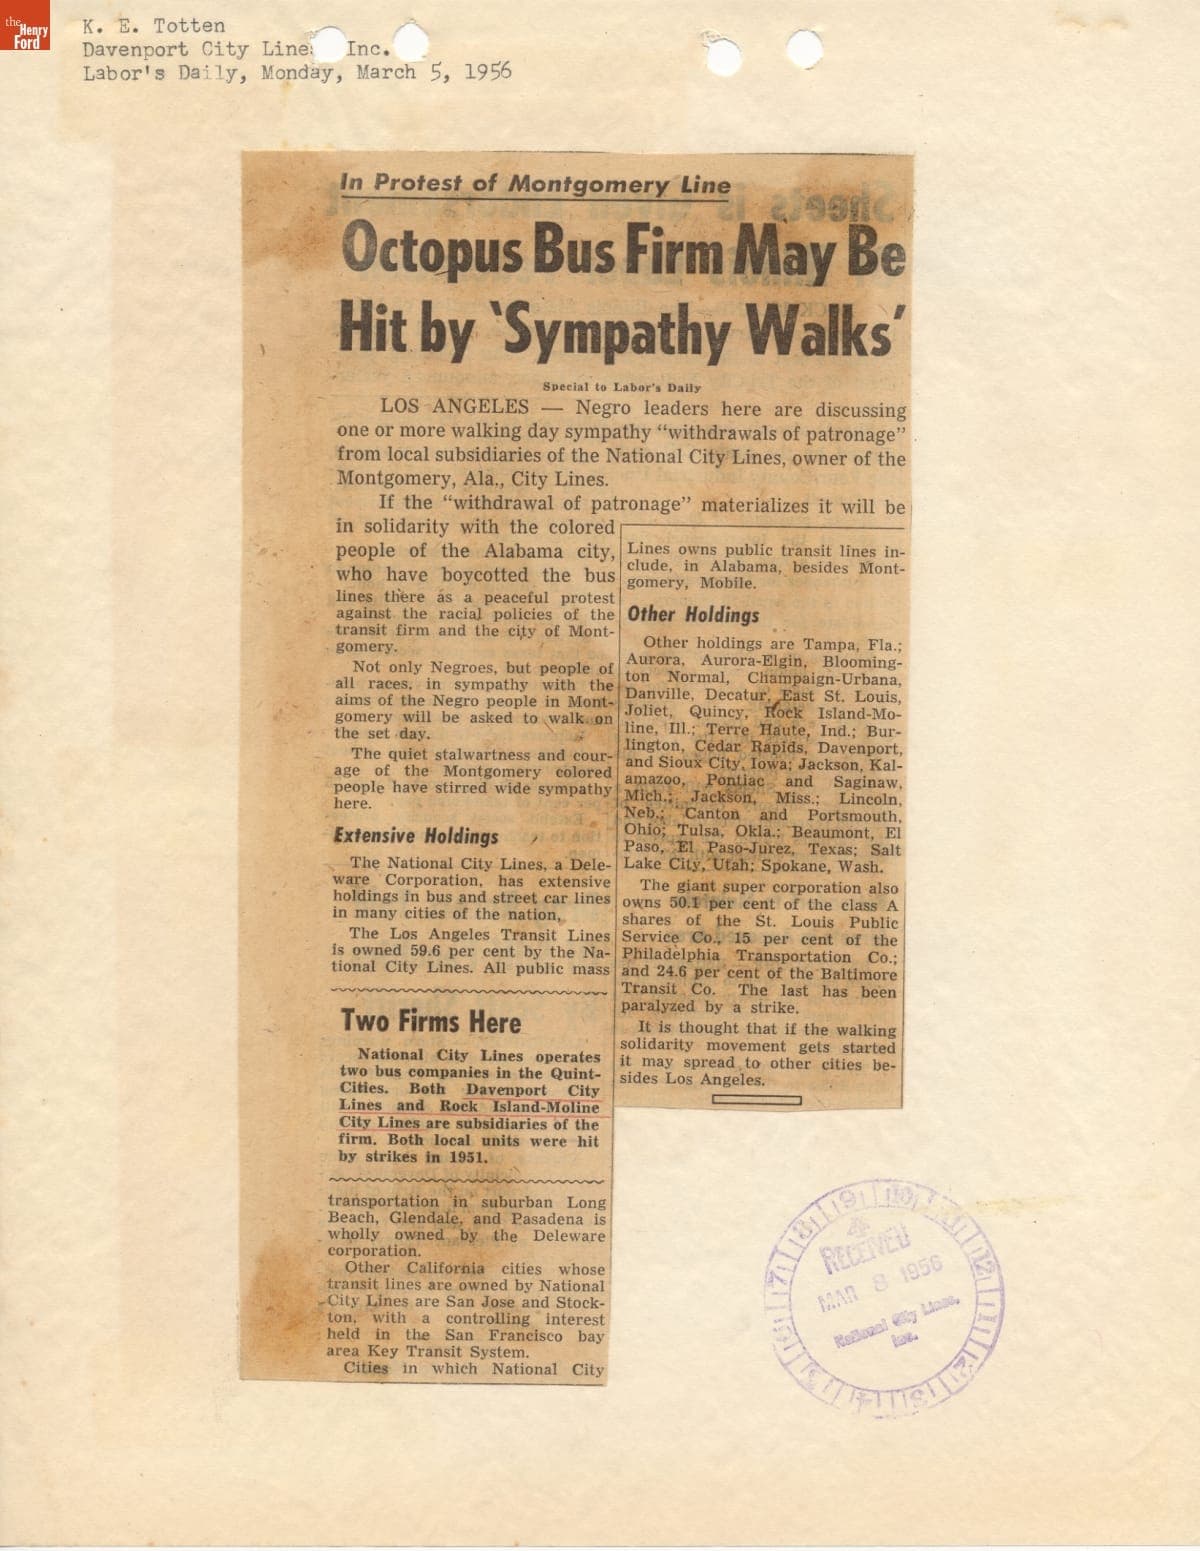 the
Henry
Ford
K. E. Totten
Davenport City Lines, Inc.
Labor's Daily, Monday, March 5, 1956
In Protest of Montgomery Line
Octopus Bus Firm May Be
Hit by 'Sympathy Walks'
Special to Labor's Daily
LOS ANGELES — Negro leaders here are discussing
one or more walking day sympathy "withdrawals of patronage"
from local subsidiaries of the National City Lines, owner of the
Montgomery, Ala., City Lines.
If the "withdrawal of patronage" materializes it will be
in solidarity with the colored
people of the Alabama city,
who have boycotted the bus
lines there as a peaceful protest
against the racial policies of the
transit firm and the city of Mont-
gomery.
Not only Negroes, but people of
all races, in sympathy with the
aims of the Negro people in Mont-
gomery will be asked to walk on
the set day.
The quiet stalwartness and cour-
age of the Montgomery colored
people have stirred wide sympathy
here.
Extensive Holdings
The National City Lines, a Dele-
ware Corporation, has extensive
holdings in bus and street car lines
in many cities of the nation,
The Los Angeles Transit Lines
is owned 59.6 per cent by the Na-
tional City Lines. All public mass
Two Firms Here
National City Lines operates
two bus companies in the Quint-
Cities. Both Davenport City
Lines and Rock Island-Moline
City Lines are subsidiaries of the
firm. Both local units were hit
by strikes in 1951.
transportation in suburban Long
Beach, Glendale, and Pasadena is
wholly owned by the Deleware
corporation.
Other California cities whose
transit lines are owned by National
City Lines are San Jose and Stock-
ton, with a controlling interest
held in the San Francisco bay
area Key Transit System.
Cities in which National City
Lines owns public transit lines in-
clude, in Alabama, besides Mont-
gomery, Mobile.
Other Holdings
Other holdings are Tampa, Fla.;
Aurora, Aurora-Elgin, Blooming-
ton Normal, Champaign-Urbana,
Danville, Decatur, East St. Louis,
Joliet, Quincy, Rock Island-Mo-
line, Ill.; Terre Haute, Ind.; Bur-
lington, Cedar Rapids, Davenport,
and Sioux City, Iowa; Jackson, Kal-
amazoo, Pontiac and Saginaw,
Mich.; Jackson, Miss.; Lincoln,
Neb.; Canton and Portsmouth,
Ohio; Tulsa, Okla.; Beaumont, El
Paso, El Paso-Jurez, Texas; Salt
Lake City, Utah; Spokane, Wash.
The giant super corporation also
owns 50.1 per cent of the class A
shares of the St. Louis Public
Service Co., 15 per cent of the
Philadelphia Transportation Co.;
and 24.6 per cent of the Baltimore
Transit Co. The last has been
paralyzed by a strike.
It is thought that if the walking
solidarity movement gets started
it may spread to other cities be-
sides Los Angeles.
RECEIVED
MAR 8 1956
National City Lines,
Inc.